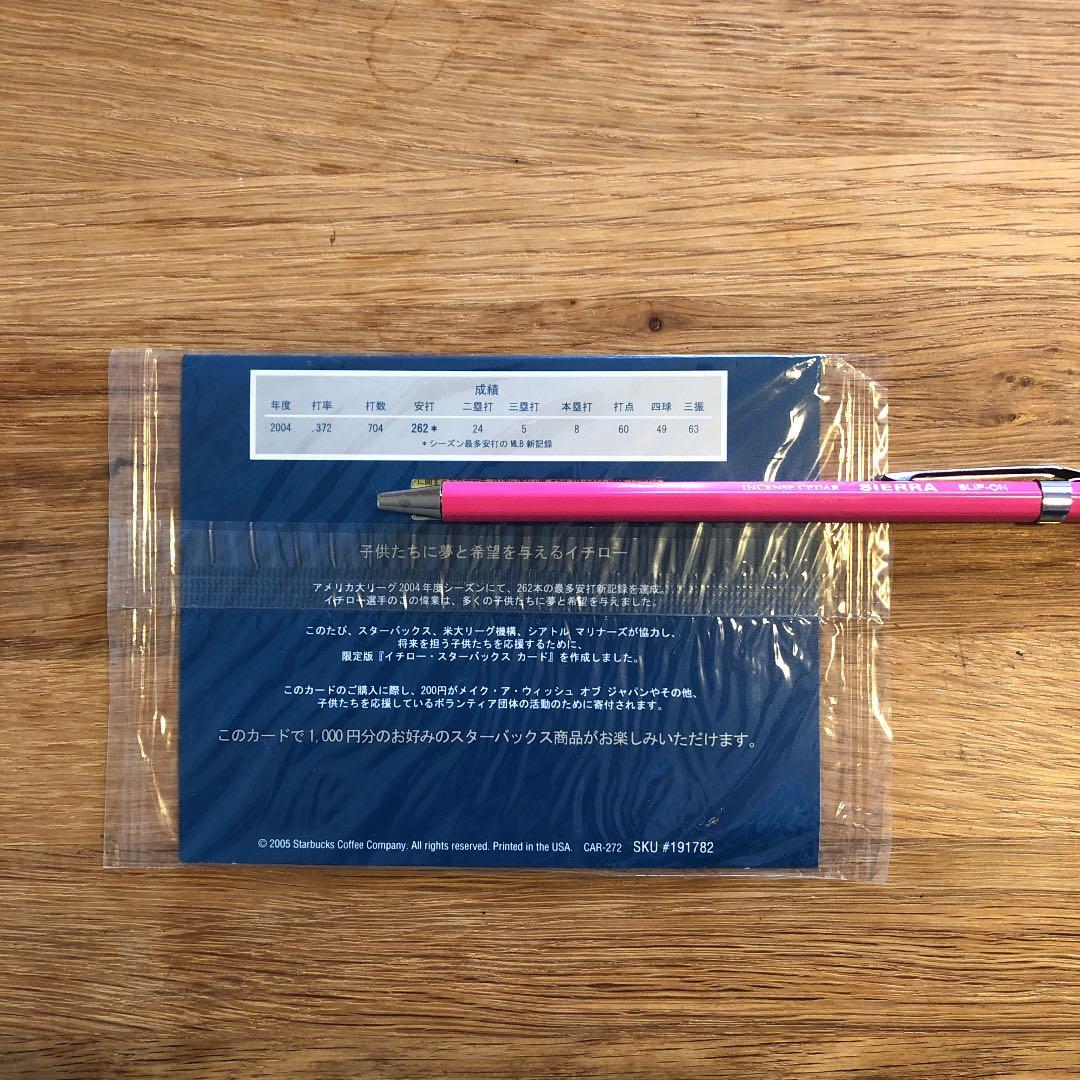 成績
年度 打率 打数 安打 二塁打 三塁打 本塁打 打点 四球 三振
2004 .372 704 262* 24 5 8 60 49 63
*シーズン最多安打のMLB新記録
INCENSE CEDAR SIERRA SLIP-ON
子供たちに夢と希望を与えるイチロー
アメリカ大リーグ2004年度シーズンにて、262本の最多安打新記録を達成。
イチロー選手のこの偉業は、多くの子供たちに夢と希望を与えました。
このたび、スターバックス、米大リーグ機構、シアトル マリナーズが協力し、
将来を担う子供たちを応援するために、
限定版『イチロー・スターバックス カード』を作成しました。
このカードのご購入に際し、200円がメイク・ア・ウィッシュ オブ ジャパンやその他、
子供たちを応援しているボランティア団体の活動のために寄付されます。
このカードで1,000円分のお好みのスターバックス商品がお楽しみいただけます。
© 2005 Starbucks Coffee Company. All rights reserved. Printed in the USA. CAR-272 SKU #191782